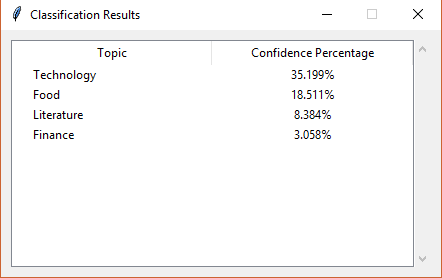 Classification Results
Topic Confidence Percentage
Technology 35.199%
Food 18.511%
Literature 8.384%
Finance 3.058%